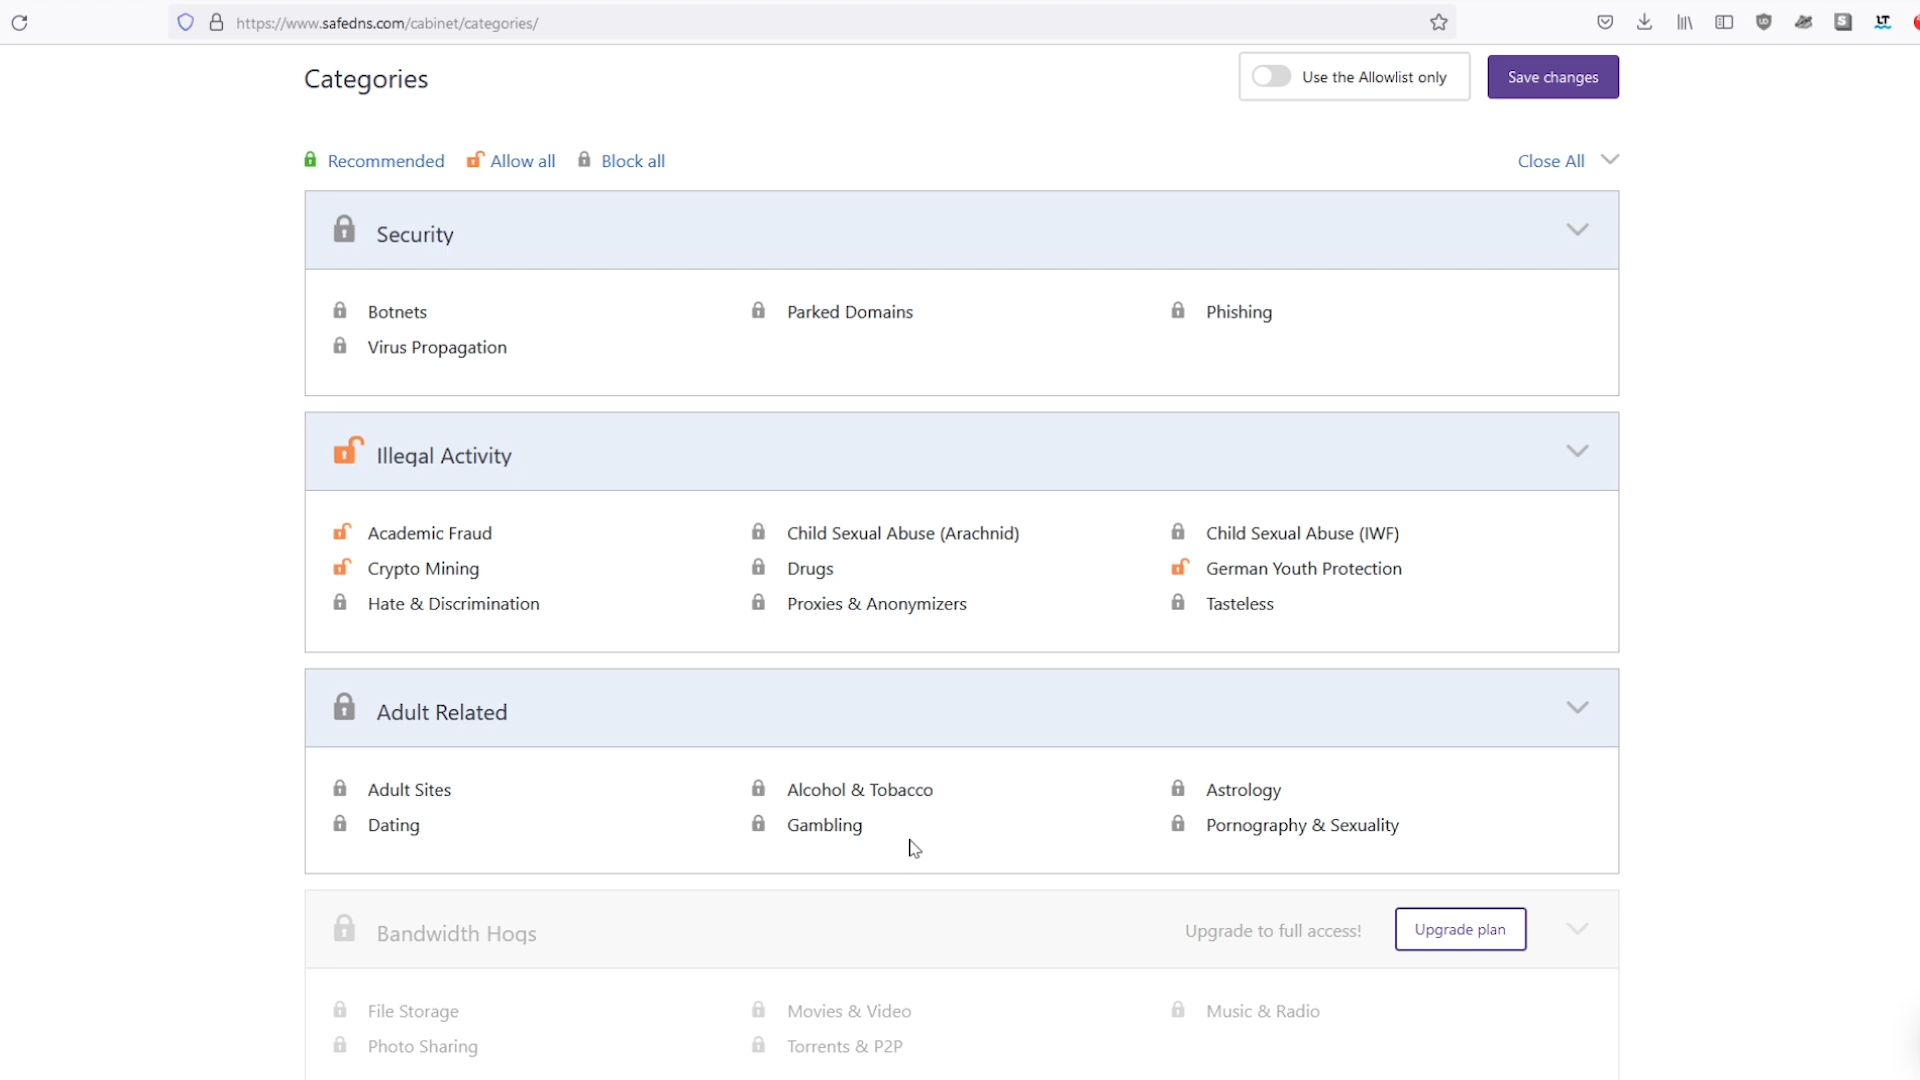 https://www.safedns.com/cabinet/categories/
Categories
Use the Allowlist only
Save changes
Recommended
Allow all
Block all
Close All
Security
Botnets
Parked Domains
Phishing
Virus Propagation
Illegal Activity
Academic Fraud
Child Sexual Abuse (Arachnid)
Child Sexual Abuse (IWF)
Crypto Mining
Drugs
German Youth Protection
Hate & Discrimination
Proxies & Anonymizers
Tasteless
Adult Related
Adult Sites
Alcohol & Tobacco
Astrology
Dating
Gambling
Pornography & Sexuality
Bandwidth Hogs
Upgrade to full access!
Upgrade plan
File Storage
Movies & Video
Music & Radio
Photo Sharing
Torrents & P2P